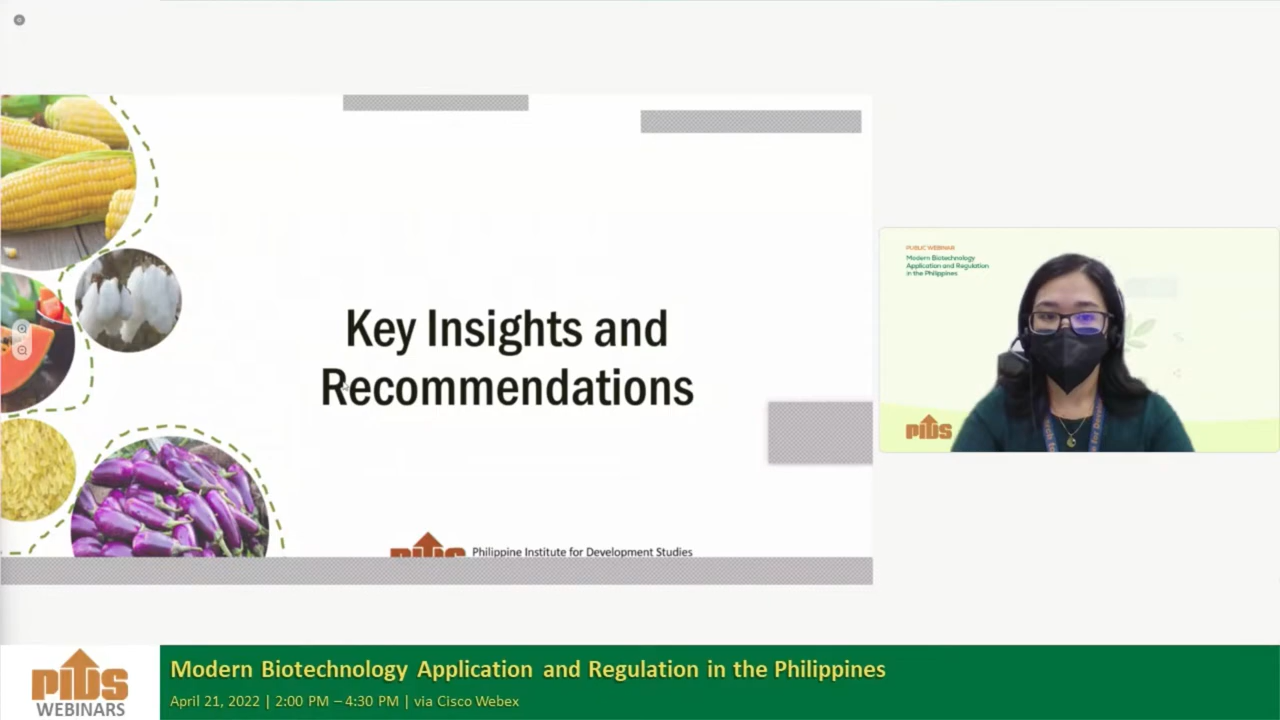 Key Insights and
Recommendations
PIDS
Philippine Institute for Development Studies
PUBLIC WEBINAR
Modern Biotechnology
Application and Regulation
in the Philippines
PIDS
PIDS
WEBINARS
Modern Biotechnology Application and Regulation in the Philippines
April 21, 2022 | 2:00 PM – 4:30 PM | via Cisco Webex